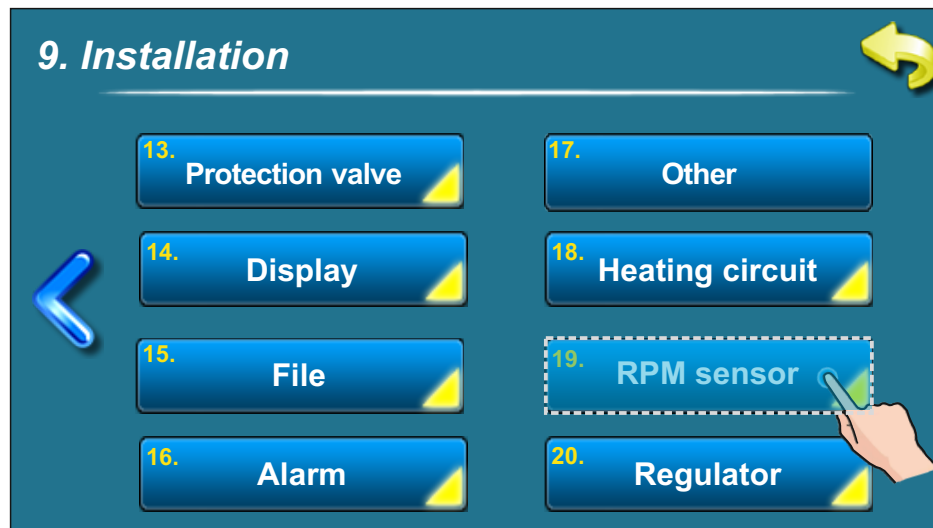 9. Installation
13.
Protection valve
17.
Other
14.
Display
18.
Heating circuit
15.
File
19.
RPM sensor
16.
Alarm
20.
Regulator